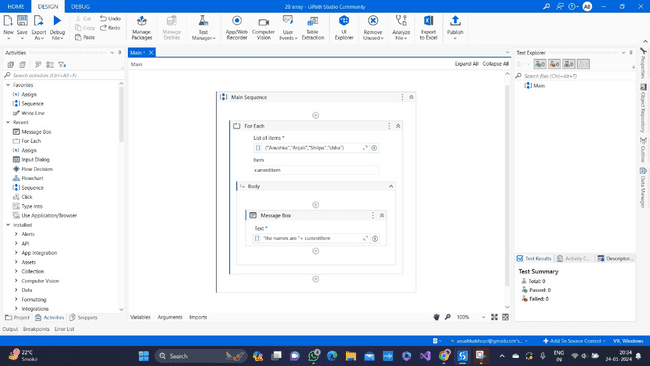 HOME DESIGN DEBUG
2D array - UiPath Studio Community
New Save Export As Debug File
Cut Copy Paste Undo Redo
Manage Packages Manage Entities Test Manager App/Web Recorder Computer Vision User Events Table Extraction UI Explorer Remove Unused Analyze File Export to Excel Publish
Activities
Search activities (Ctrl+Alt+F)
Favorites
Assign
Sequence
Write Line
Recent
Message Box
For Each
Assign
Input Dialog
Flow Decision
Flowchart
Sequence
Click
Type Into
Use Application/Browser
Installed
Alerts
API
App Integration
Assets
Collection
Computer Vision
Data
Formatting
Integrations
Project Activities Snippets
Main *
Main
Expand All Collapse All
Main Sequence
For Each
List of items *
{"Anushka","Anjali","Shilpa","Usha"}
Item
currentItem
Body
Message Box
Text *
"the names are "+ currentItem
Variables Arguments Imports
100%
Test Explorer
Search files (Ctrl+Alt+T)
Main
Test Results Activity C... Descriptor...
Test Summary
Total: 0
Passed: 0
Failed: 0
Properties
Object Repository
Outline
Data Manager
Output Breakpoints Error List
Add To Source Control VB, Windows
22°C
Smoke
Search
ENG
IN
20:34
24-01-2024